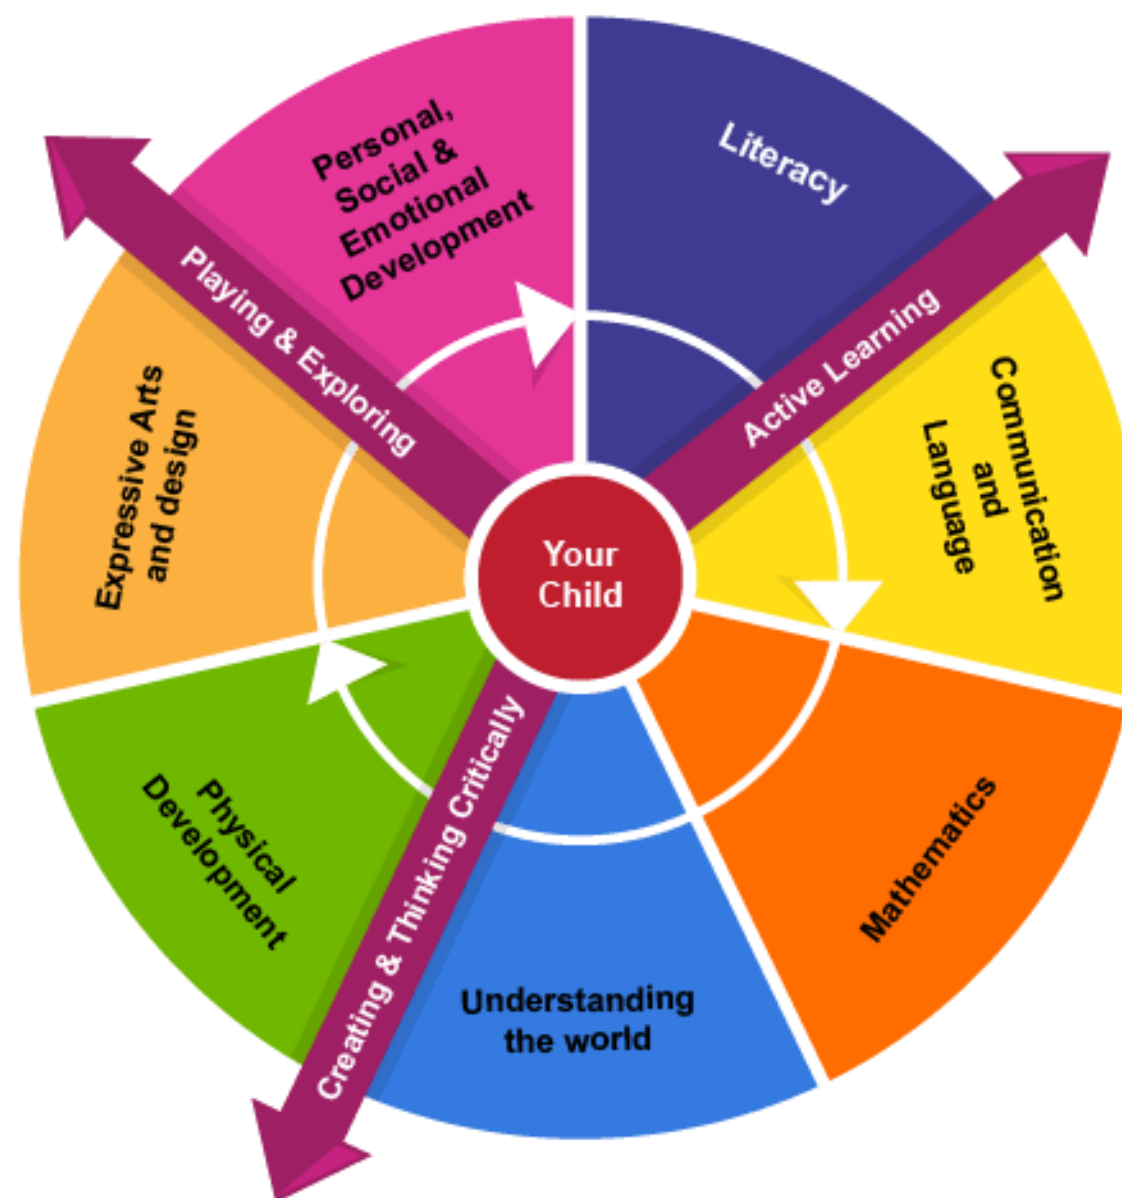 Personal,
Social &
Emotional
Development
Literacy
Playing & Exploring
Active Learning
Expressive Arts
and design
Communication
and
Language
Your
Child
Physical
Development
Creating & Thinking Critically
Mathematics
Understanding
the world